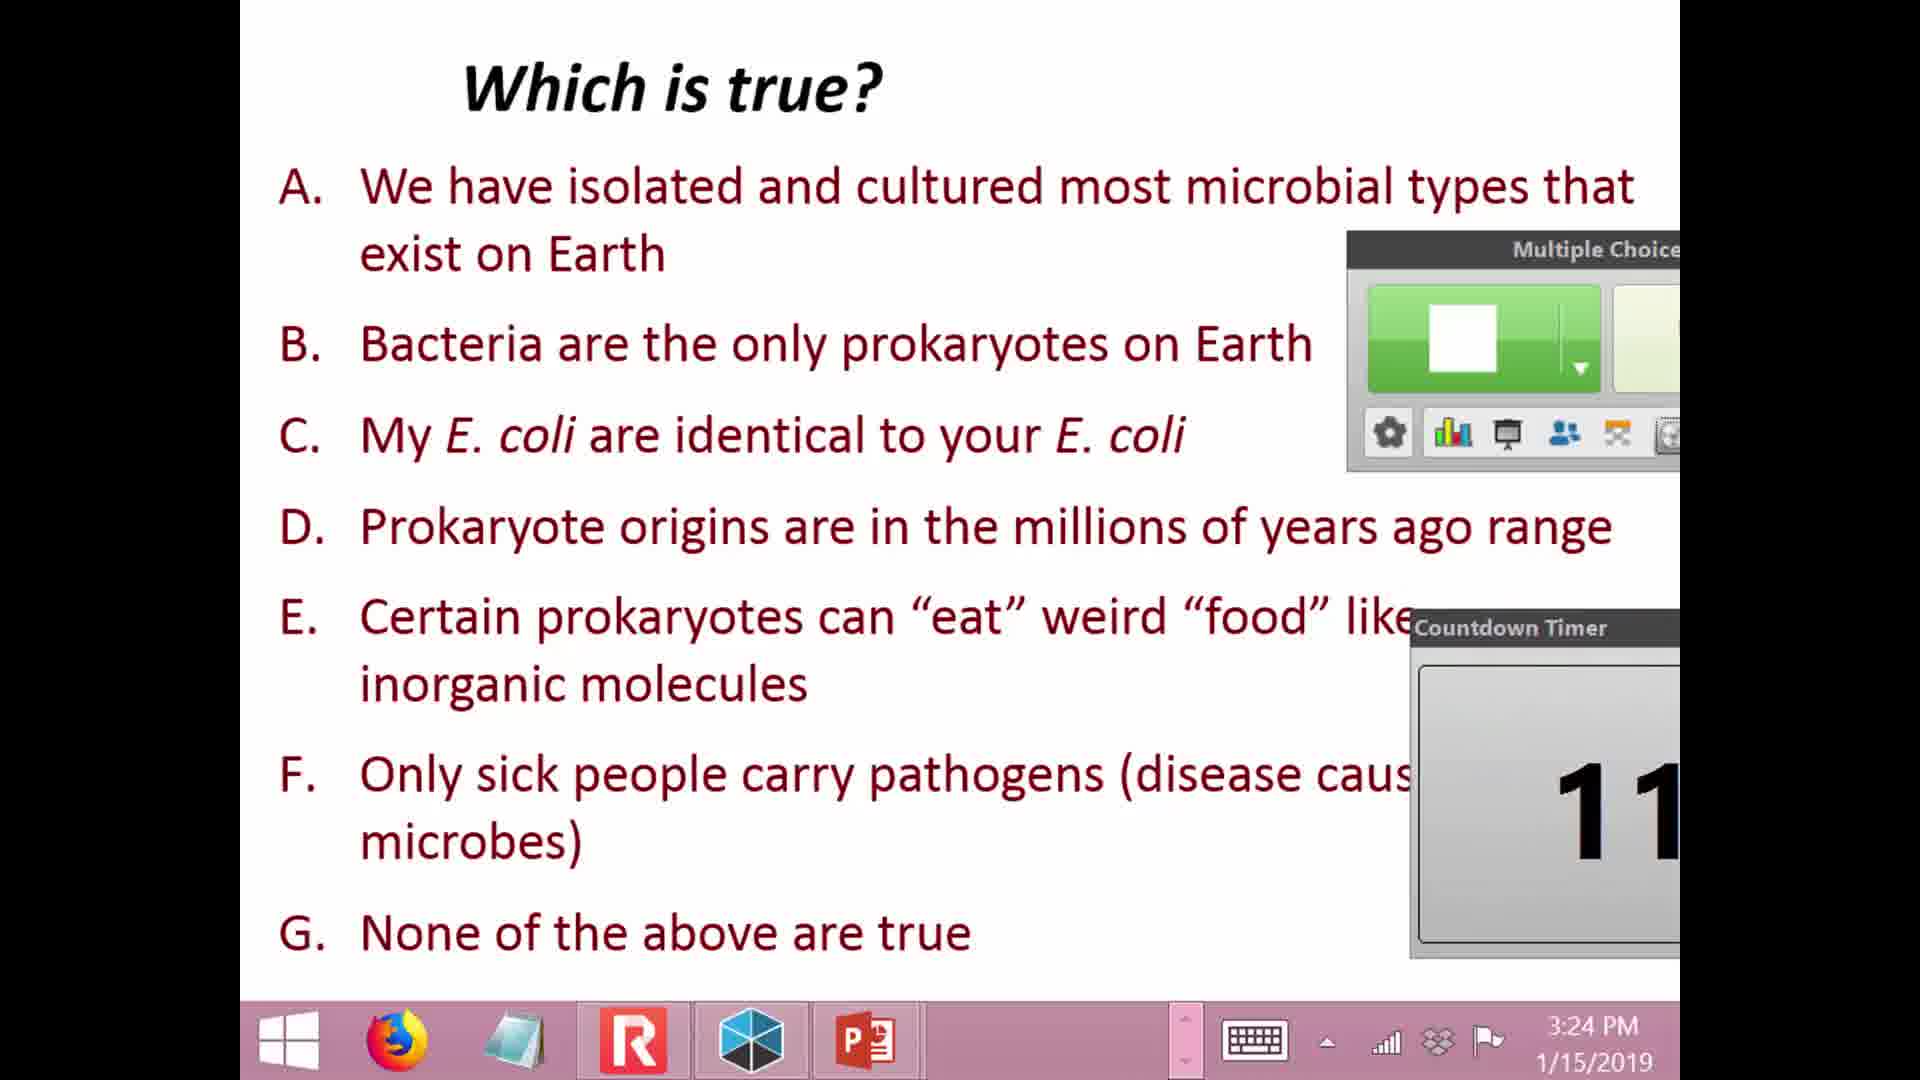 Which is true?
A. We have isolated and cultured most microbial types that
exist on Earth
Multiple Choice
B. Bacteria are the only prokaryotes on Earth
C. My E. coli are identical to your E. coli
D. Prokaryote origins are in the millions of years ago range
E. Certain prokaryotes can “eat” weird “food” like
inorganic molecules
Countdown Timer
F. Only sick people carry pathogens (disease
microbes)
11
G. None of the above are true
3:24 PM
1/15/2019